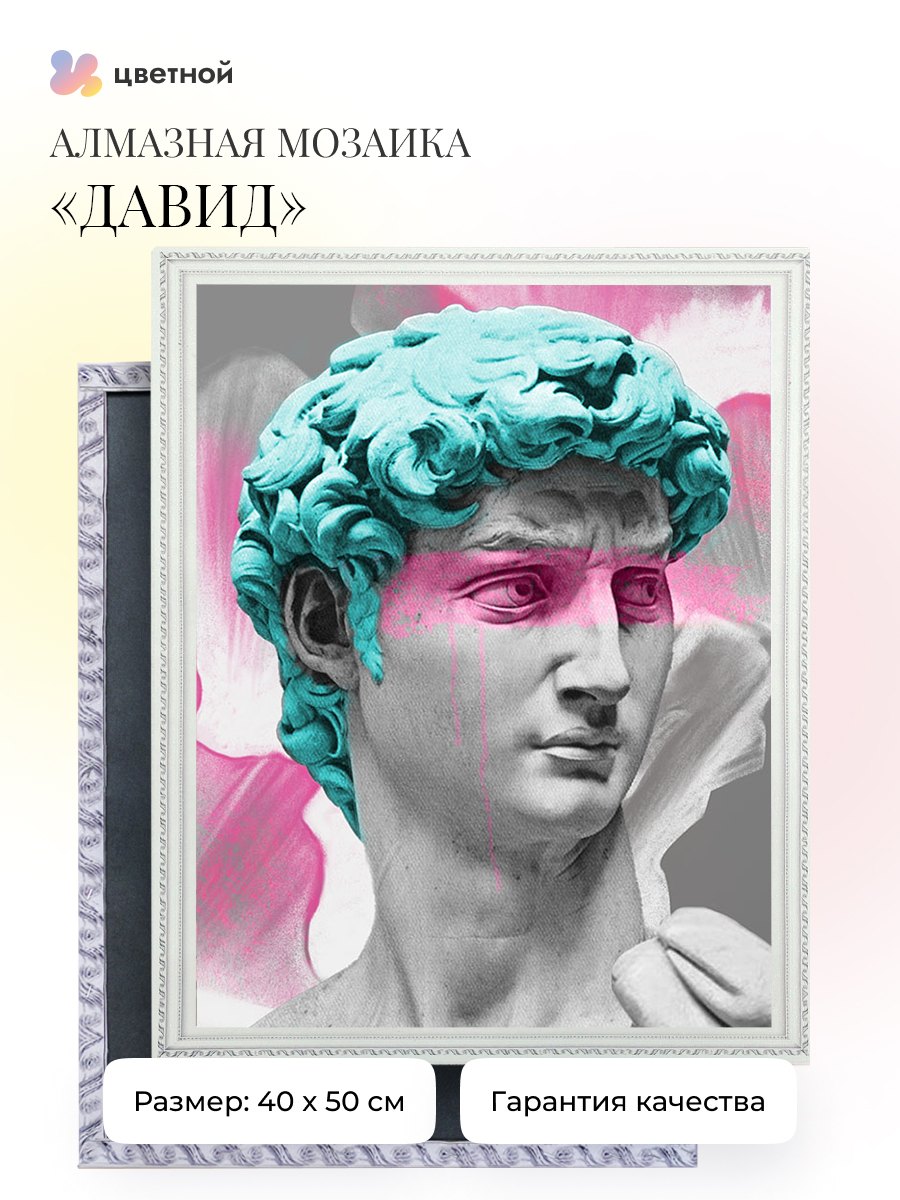 цветной
АЛМАЗНАЯ МОЗАИКА
«ДАВИД»
Размер: 40 х 50 см
Гарантия качества